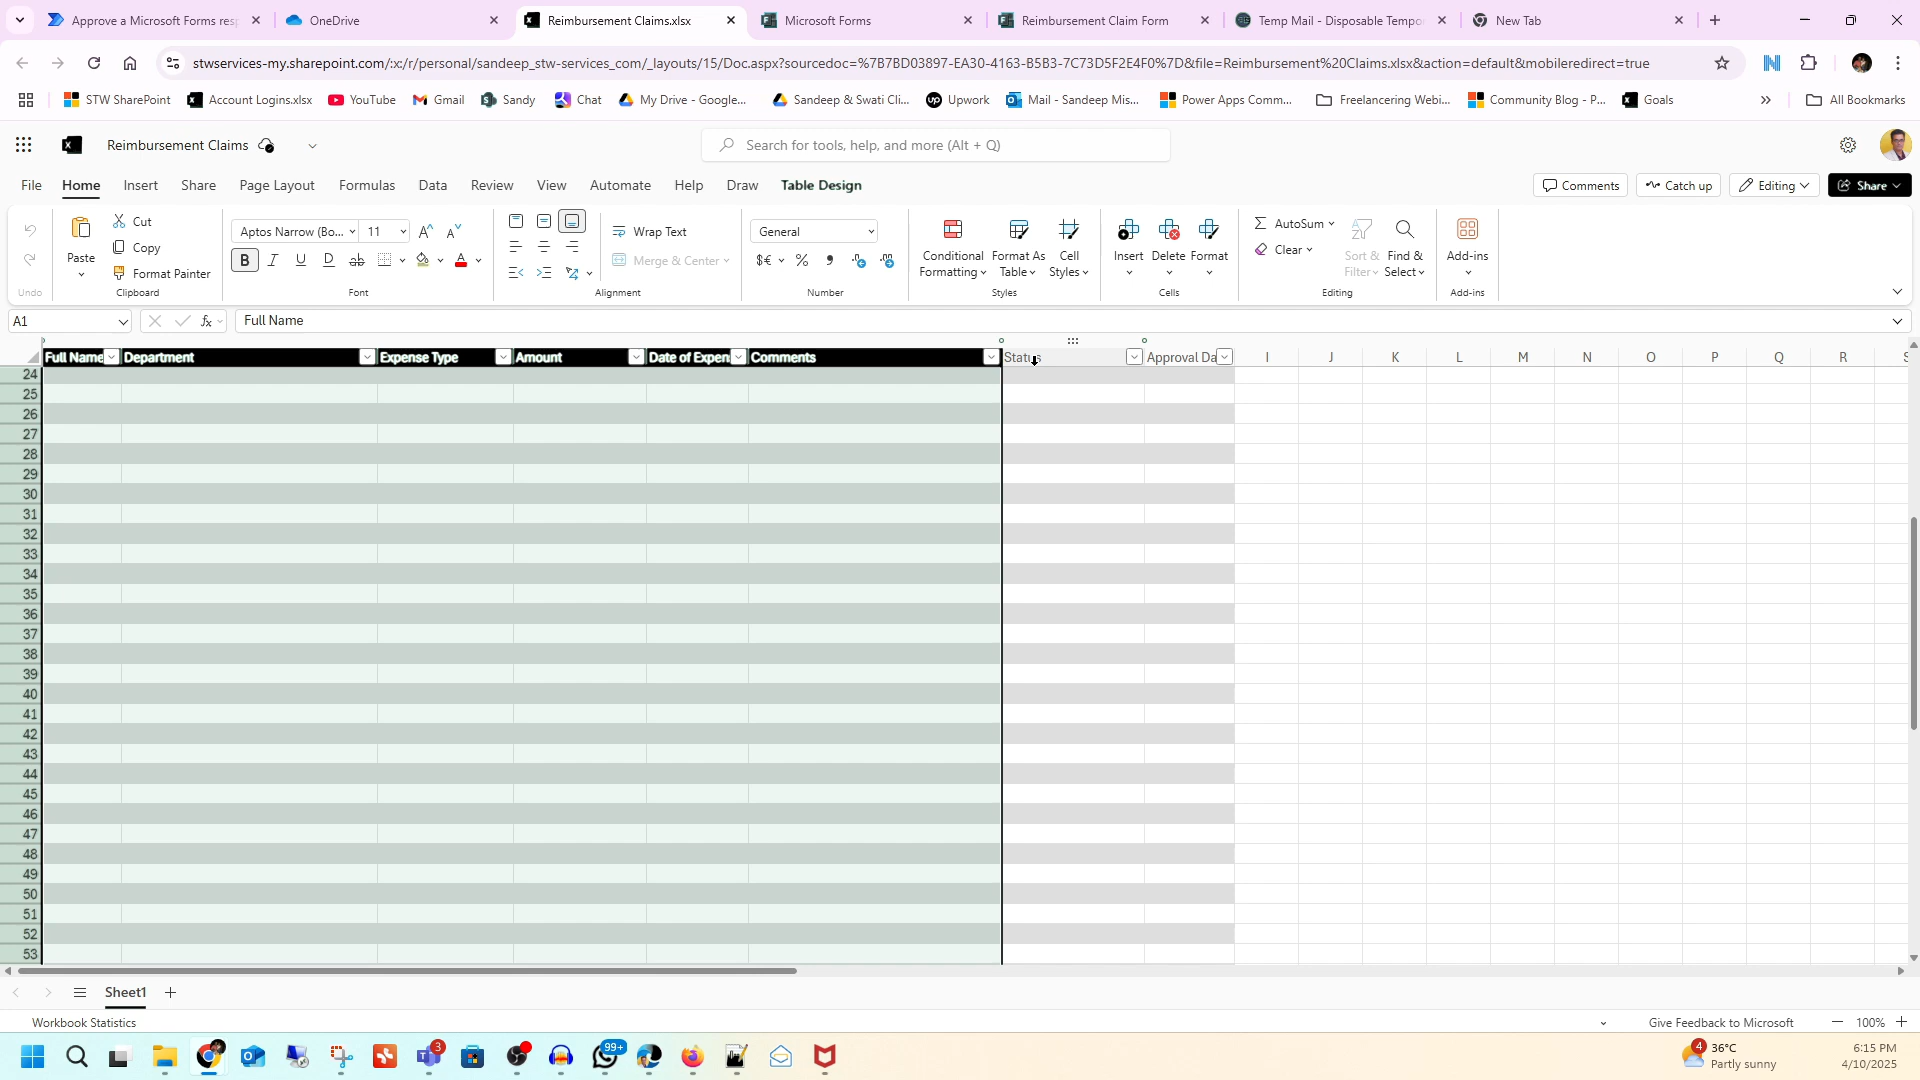 Approve a Microsoft Forms res
OneDrive
Reimbursement Claims.xlsx
Microsoft Forms
Reimbursement Claim Form
Temp Mail - Disposable Tempo
New Tab
stwservices-my.sharepoint.com/:x:/r/personal/sandeep_stw-services_com/_layouts/15/Doc.aspx?sourcedoc=%7B7BD03897-EA30-4163-B5B3-7C73D5F2E4F0%7D&file=Reimbursement%20Claims.xlsx&action=default&mobileredirect=true
STW SharePoint
Account Logins.xlsx
YouTube
Gmail
Sandy
Chat
My Drive - Google...
Sandeep & Swati Cli...
Upwork
Mail - Sandeep Mis...
Power Apps Comm...
Freelancering Webi...
Community Blog - P...
Goals
All Bookmarks
Reimbursement Claims
Search for tools, help, and more (Alt + Q)
File Home Insert Share Page Layout Formulas Data Review View Automate Help Draw Table Design
Comments
Catch up
Editing
Share
Cut
Copy
Format Painter
Paste
Undo
Clipboard
Aptos Narrow (Bo...
11
Font
Wrap Text
Merge & Center
Alignment
General
Number
Conditional Formatting
Format As Table
Cell Styles
Styles
Insert
Delete
Format
Cells
AutoSum
Clear
Sort & Filter
Find & Select
Editing
Add-ins
Add-ins
A1
fx
Full Name
Full Name Department Expense Type Amount Date of Expen Comments Status Approval Da I J K L M N O P Q R S
24
25
26
27
28
29
30
31
32
33
34
35
36
37
38
39
40
41
42
43
44
45
46
47
48
49
50
51
52
53
Sheet1
Workbook Statistics
Give Feedback to Microsoft
100%
3
99+
4
36°C
Partly sunny
6:15 PM
4/10/2025